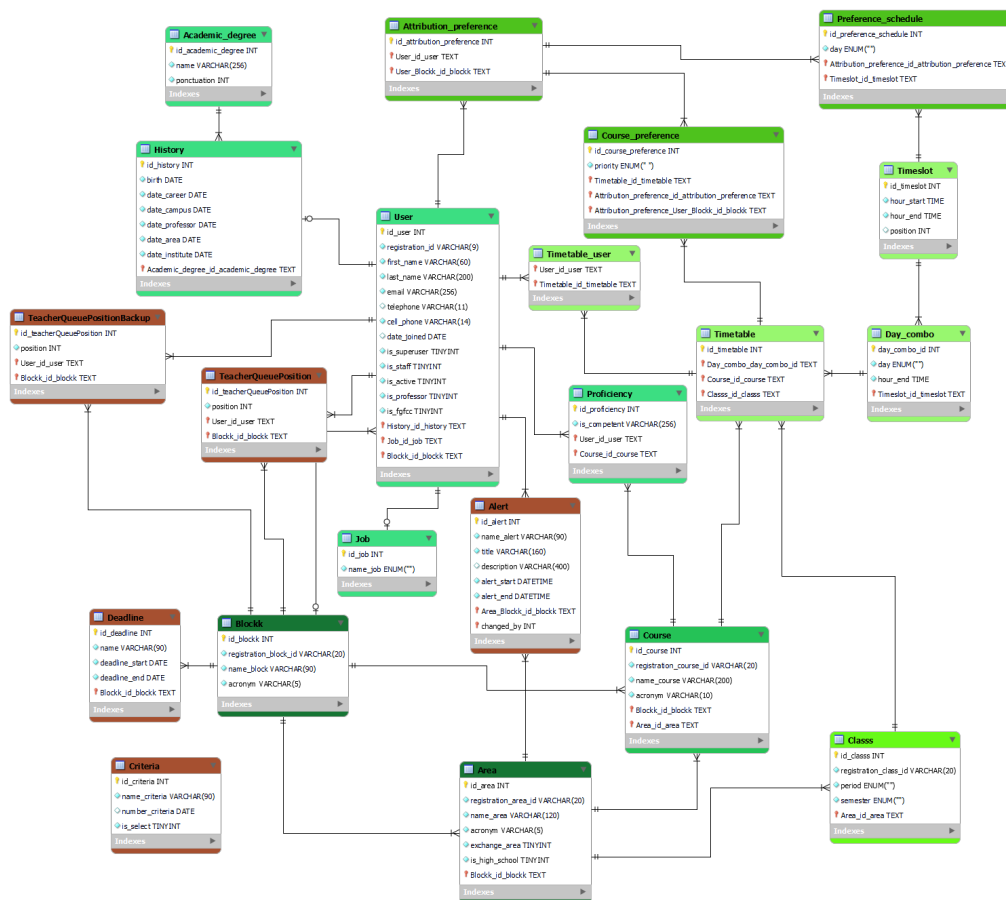 Academic_degree
id_academic_degree INT
name VARCHAR(256)
ponctuation INT
Indexes
Attribution_preference
id_attribution_preference INT
User_id_user TEXT
User_Blockk_id_blockk TEXT
Indexes
Preference_schedule
id_preference_schedule INT
day ENUM("")
Attribution_preference_id_attribution_preference TEX
Timeslot_id_timeslot TEXT
Indexes
History
id_history INT
birth DATE
date_career DATE
date_campus DATE
date_professor DATE
date_area DATE
date_institute DATE
Academic_degree_id_academic_degree TEXT
Indexes
Course_preference
id_course_preference INT
priority ENUM(" ")
Timetable_id_timetable TEXT
Attribution_preference_id_attribution_preference TEXT
Attribution_preference_User_Blockk_id_blockk TEXT
Indexes
Timeslot
id_timeslot INT
hour_start TIME
hour_end TIME
position INT
Indexes
User
id_user INT
registration_id VARCHAR(9)
first_name VARCHAR(60)
last_name VARCHAR(200)
email VARCHAR(256)
telephone VARCHAR(11)
cell_phone VARCHAR(14)
date_joined DATE
is_superuser TINYINT
is_staff TINYINT
is_active TINYINT
is_professor TINYINT
is_fgfcc TINYINT
History_id_history TEXT
Job_id_job TEXT
Blockk_id_blockk TEXT
Indexes
Timetable_user
User_id_user TEXT
Timetable_id_timetable TEXT
Indexes
TeacherQueuePositionBackup
id_teacherQueuePosition INT
position INT
User_id_user TEXT
Blockk_id_blockk TEXT
Indexes
Timetable
id_timetable INT
Day_combo_day_combo_id TEXT
Course_id_course TEXT
Classs_id_classs TEXT
Indexes
Day_combo
day_combo_id INT
day ENUM("")
hour_end TIME
Timeslot_id_timeslot TEXT
Indexes
TeacherQueuePosition
id_teacherQueuePosition INT
position INT
User_id_user TEXT
Blockk_id_blockk TEXT
Indexes
Proficiency
id_proficiency INT
is_competent VARCHAR(256)
User_id_user TEXT
Course_id_course TEXT
Indexes
Alert
id_alert INT
name_alert VARCHAR(90)
title VARCHAR(160)
description VARCHAR(400)
alert_start DATETIME
alert_end DATETIME
Area_Blockk_id_blockk TEXT
changed_by INT
Indexes
Job
id_job INT
name_job ENUM("")
Indexes
Deadline
id_deadline INT
name VARCHAR(90)
deadline_start DATE
deadline_end DATE
Blockk_id_blockk TEXT
Indexes
Blockk
id_blockk INT
registration_block_id VARCHAR(20)
name_block VARCHAR(90)
acronym VARCHAR(5)
Indexes
Course
id_course INT
registration_course_id VARCHAR(20)
name_course VARCHAR(200)
acronym VARCHAR(10)
Blockk_id_blockk TEXT
Area_id_area TEXT
Indexes
Classs
id_classs INT
registration_class_id VARCHAR(20)
period ENUM("")
semester ENUM("")
Area_id_area TEXT
Indexes
Criteria
id_criteria INT
name_criteria VARCHAR(90)
number_criteria DATE
is_select TINYINT
Indexes
Area
id_area INT
registration_area_id VARCHAR(20)
name_area VARCHAR(120)
acronym VARCHAR(5)
exchange_area TINYINT
is_high_school TINYINT
Blockk_id_blockk TEXT
Indexes